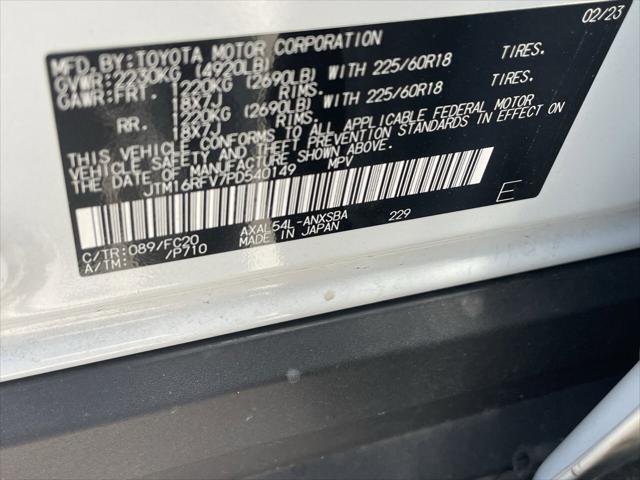 02/23
MFD.BY:TOYOTA MOTOR CORPORATION
GVWR:2230KG (4920LB)
GAWR:FRT. 1220KG (2690LB) WITH 225/60R18 TIRES.
18X7J RIMS.
RR. 1220KG (2690LB) WITH 225/60R18 TIRES.
18X7J RIMS.
THIS VEHICLE CONFORMS TO ALL APPLICABLE FEDERAL MOTOR
VEHICLE SAFETY AND THEFT PREVENTION STANDARDS IN EFFECT ON
THE DATE OF MANUFACTURE SHOWN ABOVE.
JTM16RFV7PD540149 MPV
E
C/TR:089/FC20 AXAL54L-ANXSBA 229
A/TM: /P710 MADE IN JAPAN